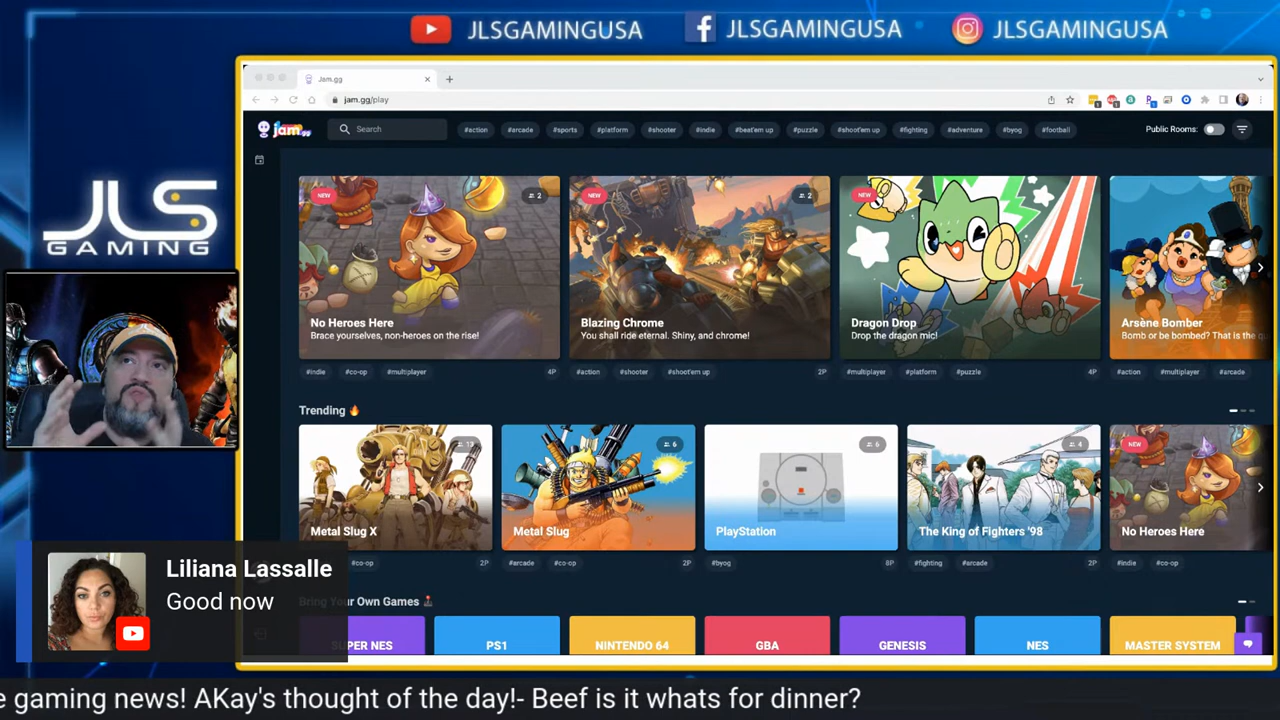 JLSGAMINGUSA
JLSGAMINGUSA
JLSGAMINGUSA
JLS
GAMING
Jam.gg
jam.gg/play
jam.gg
Search
#action
#arcade
#sports
#platform
#shooter
#indie
#beat'em up
#puzzle
#shoot'em up
#fighting
#adventure
#byog
#football
Public Rooms:
NEW
2
No Heroes Here
Brace yourselves, non-heroes on the rise!
#indie
#co-op
#multiplayer
4P
NEW
2
Blazing Chrome
You shall ride eternal. Shiny, and chrome!
#action
#shooter
#shoot'em up
2P
NEW
Dragon Drop
Drop the dragon mic!
#multiplayer
#platform
#puzzle
4P
Arsène Bomber
Bomb or be bombed? That is the
#action
#multiplayer
#arcade
Trending
13
Metal Slug X
#co-op
2P
6
Metal Slug
#arcade
#co-op
2P
6
PlayStation
#byog
8P
4
The King of Fighters '98
#fighting
#arcade
2P
NEW
No Heroes Here
#indie
#co-op
Bring Your Own Games
SUPER NES
PS1
NINTENDO 64
GBA
GENESIS
NES
MASTER SYSTEM
Liliana Lassalle
Good now
e gaming news! AKay's thought of the day!- Beef is it whats for dinner?